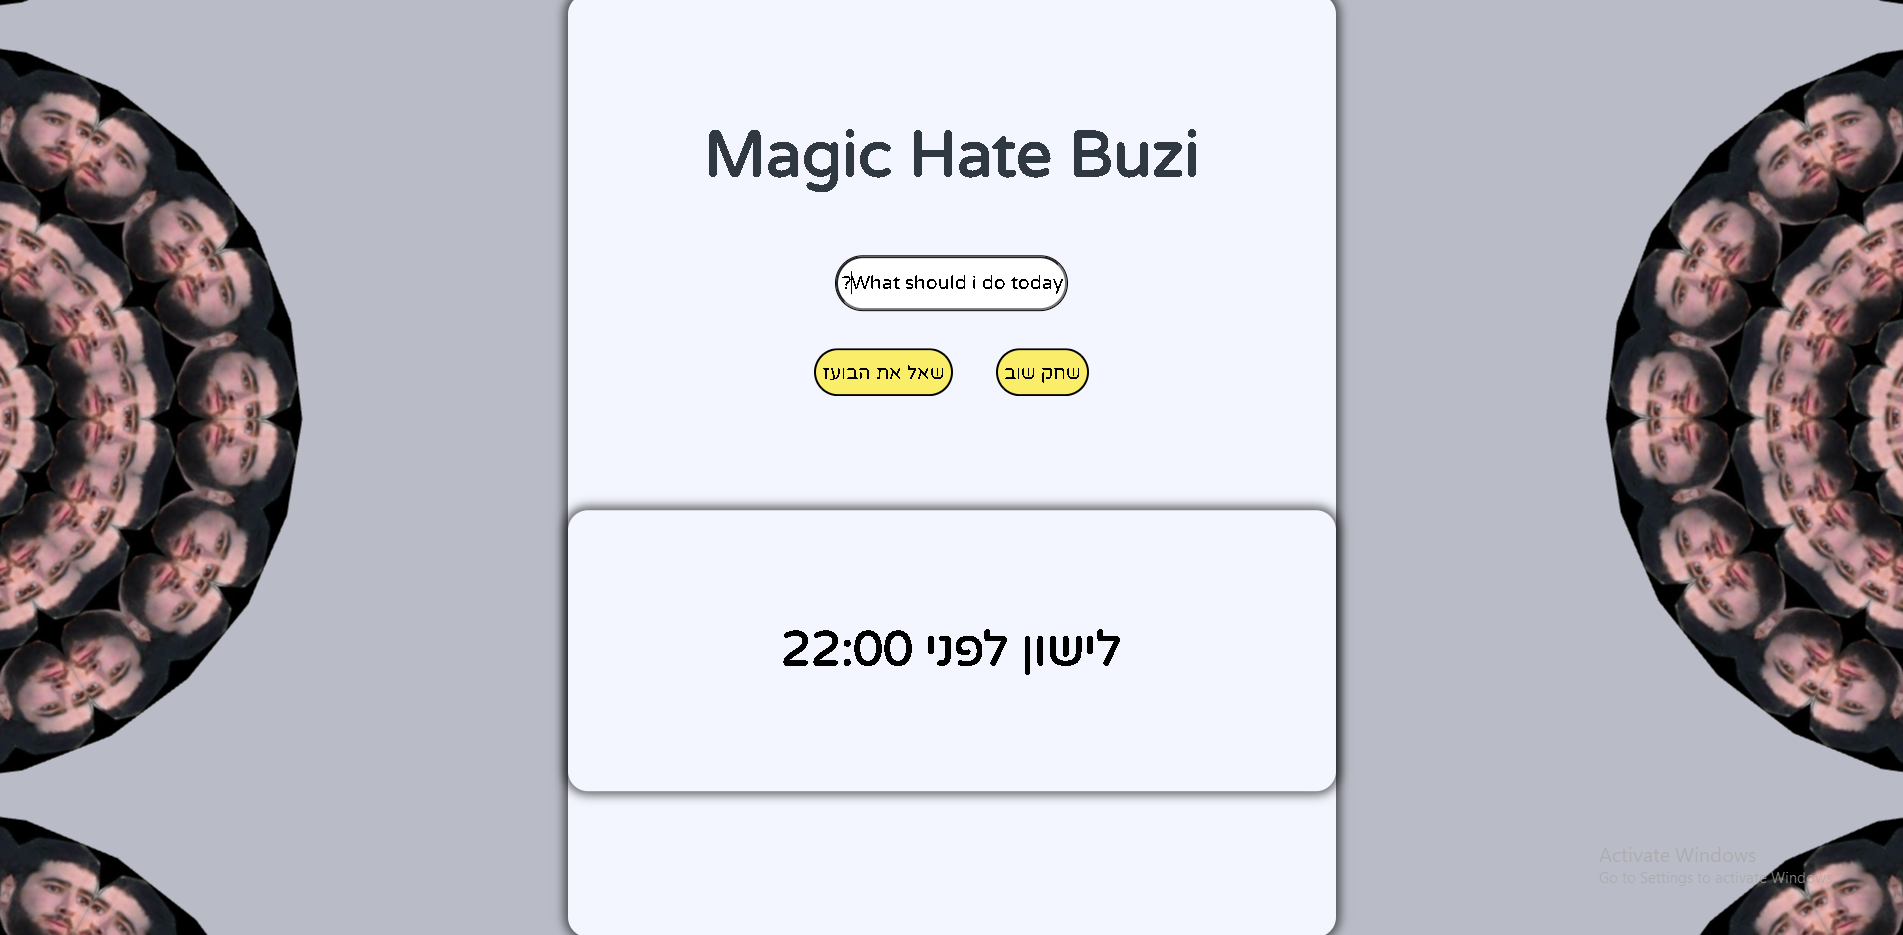 Magic Hate Buzi
?What should i do today
שחק שוב
שאל את הבועז
לישון לפני 22:00
Activate Windows
Go to Settings to activate Windows.